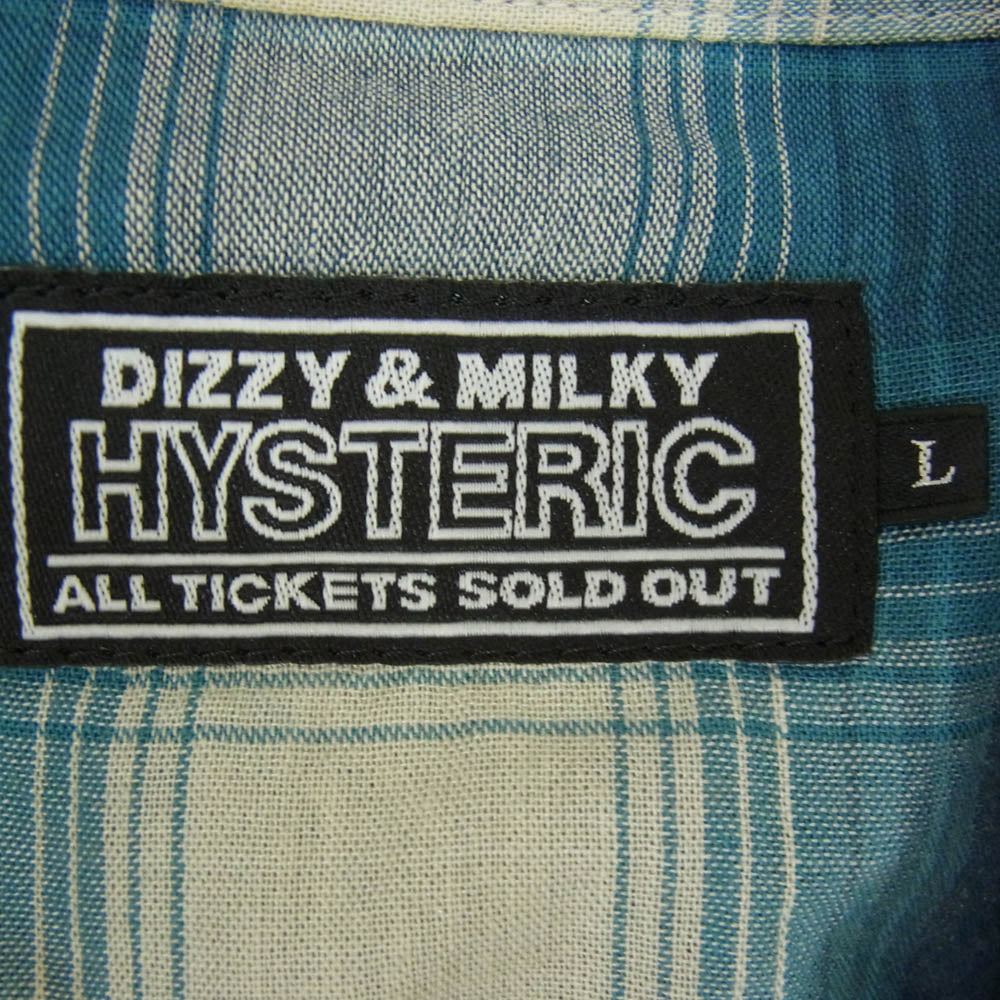 DIZZY & MILKY
HYSTERIC
ALL TICKETS SOLD OUT
L